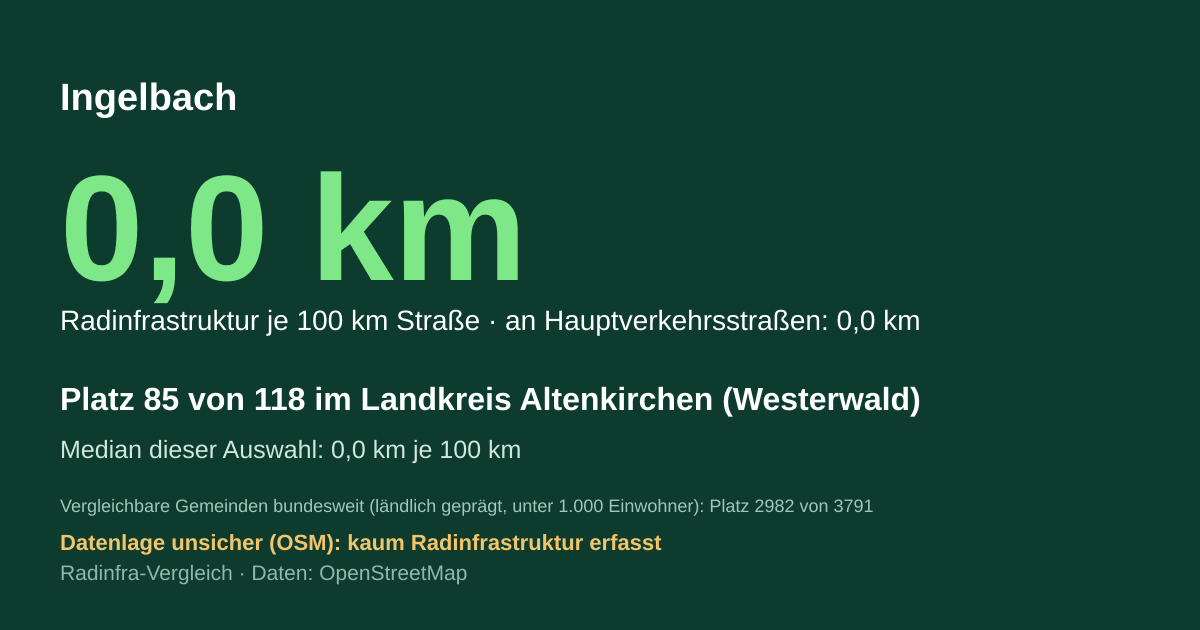 Ingelbach
0,0 km
Radinfrastruktur je 100 km Straße · an Hauptverkehrsstraßen: 0,0 km
Platz 85 von 118 im Landkreis Altenkirchen (Westerwald)
Median dieser Auswahl: 0,0 km je 100 km
Vergleichbare Gemeinden bundesweit (ländlich geprägt, unter 1.000 Einwohner): Platz 2982 von 3791
Datenlage unsicher (OSM): kaum Radinfrastruktur erfasst
Radinfra-Vergleich · Daten: OpenStreetMap